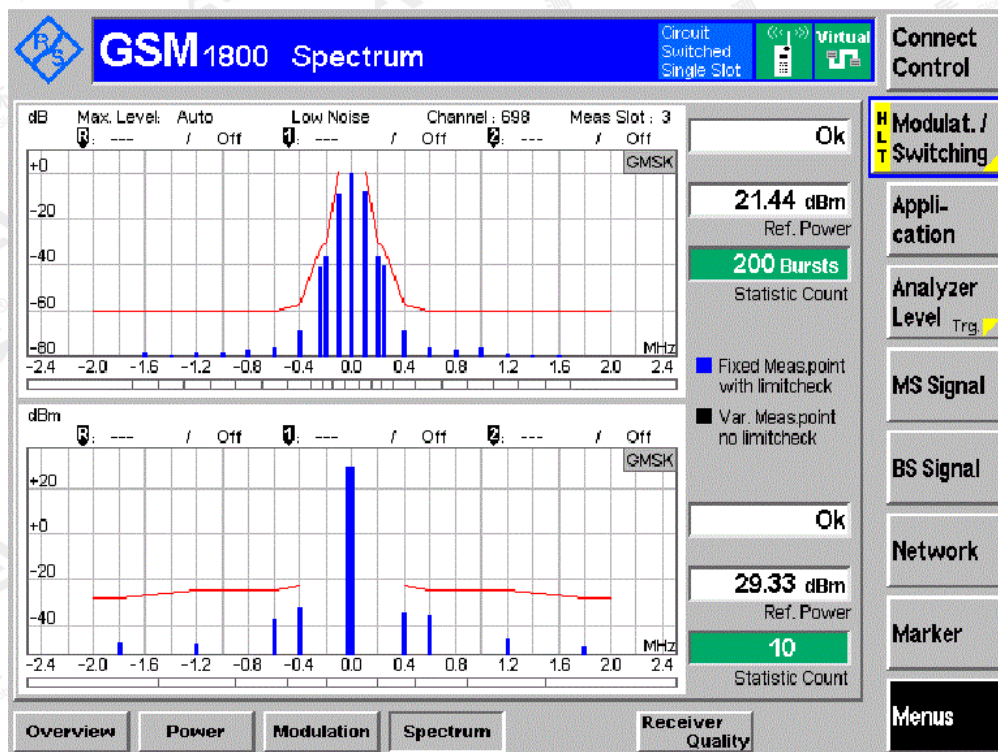 R/S
GSM 1800 Spectrum
Circuit
Switched
Single Slot
Virtual
Connect
Control
dB Max. Level: Auto Low Noise Channel : 698 Meas Slot : 3
R: --- / Off 1: --- / Off 2: --- / Off
GMSK
+0
-20
-40
-60
-80
MHz
-2.4 -2.0 -1.6 -1.2 -0.8 -0.4 0.0 0.4 0.8 1.2 1.6 2.0 2.4
Ok
21.44 dBm
Ref. Power
200 Bursts
Statistic Count
Fixed Meas.point
with limitcheck
Var. Meas.point
no limitcheck
dBm
R: --- / Off 1: --- / Off 2: --- / Off
GMSK
+20
+0
-20
-40
MHz
-2.4 -2.0 -1.6 -1.2 -0.8 -0.4 0.0 0.4 0.8 1.2 1.6 2.0 2.4
Ok
29.33 dBm
Ref. Power
10
Statistic Count
HLT
Modulat. /
Switching
Appli-
cation
Analyzer
Level Trg.
MS Signal
BS Signal
Network
Marker
Menus
Overview
Power
Modulation
Spectrum
Receiver
Quality